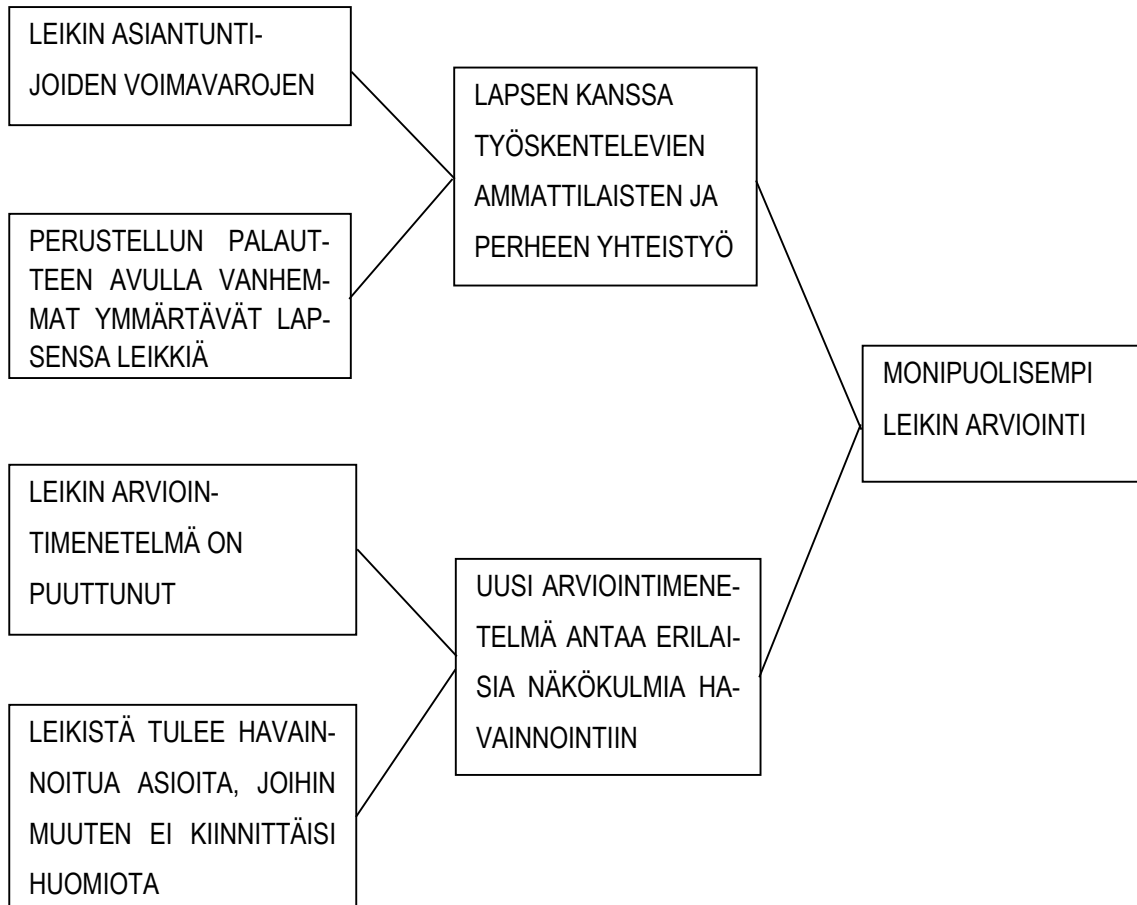 LEIKIN ASIANTUNTI-
JOIDEN VOIMAVAROJEN
PERUSTELLUN PALAUT-
TEEN AVULLA VANHEM-
MAT YMMÄRTÄVÄT LAP-
SENSA LEIKKIÄ
LEIKIN ARVIOIN-
TIMENETELMÄ ON
PUUTTUNUT
LEIKISTÄ TULEE HAVAIN-
NOITUA ASIOITA, JOIHIN
MUUTEN EI KIINNITTÄISI
HUOMIOTA
LAPSEN KANSSA
TYÖSKENTELEVIEN
AMMATTILAISTEN JA
PERHEEN YHTEISTYÖ
UUSI ARVIOINTIMENE-
TELMÄ ANTAA ERILAI-
SIA NÄKÖKULMIA HA-
VAINNOINTIIN
MONIPUOLISEMPI
LEIKIN ARVIOINTI